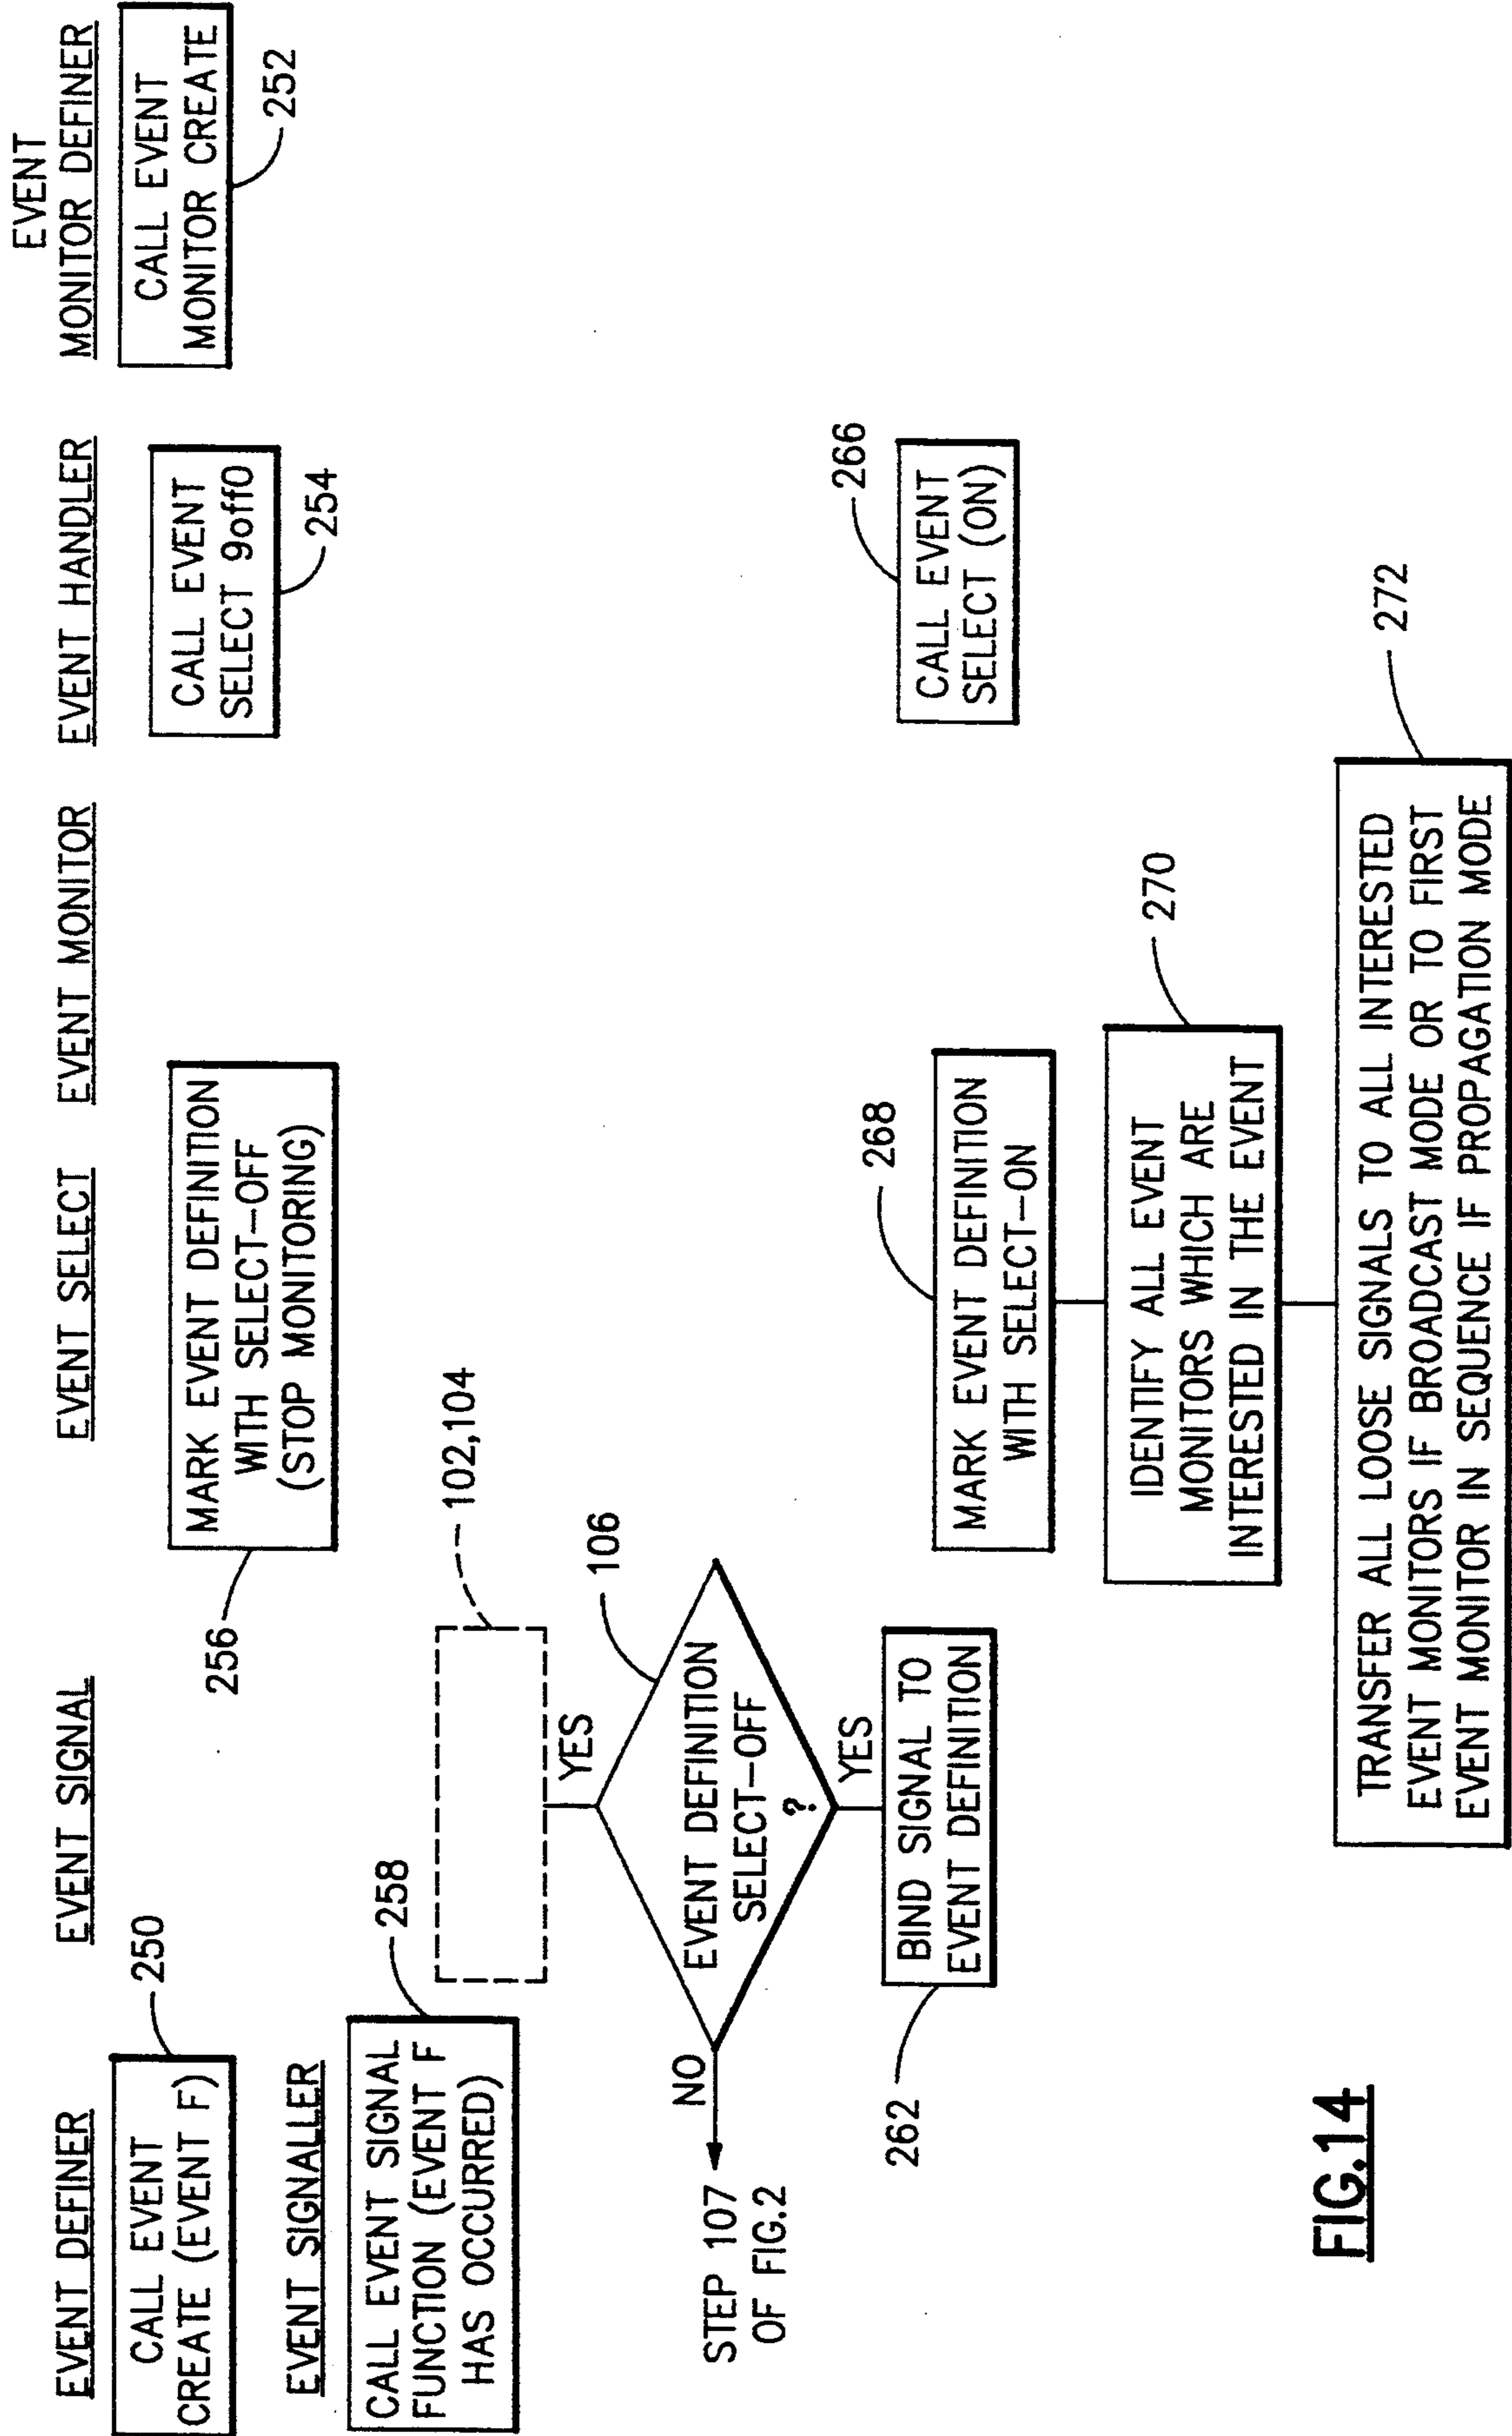 EVENT DEFINER
CALL EVENT
CREATE (EVENT F)
250
EVENT SIGNALLER
CALL EVENT SIGNAL
FUNCTION (EVENT F
HAS OCCURRED)
258
EVENT SIGNAL
102,104
YES
106
EVENT DEFINITION
SELECT-OFF
?
NO
STEP 107
OF FIG.2
YES
BIND SIGNAL TO
EVENT DEFINITION
262
EVENT SELECT
MARK EVENT DEFINITION
WITH SELECT-OFF
(STOP MONITORING)
256
MARK EVENT DEFINITION
WITH SELECT-ON
268
IDENTIFY ALL EVENT
MONITORS WHICH ARE
INTERESTED IN THE EVENT
270
TRANSFER ALL LOOSE SIGNALS TO ALL INTERESTED
EVENT MONITORS IF BROADCAST MODE OR TO FIRST
EVENT MONITOR IN SEQUENCE IF PROPAGATION MODE
272
EVENT MONITOR
EVENT HANDLER
CALL EVENT
SELECT 9off0
254
CALL EVENT
SELECT (ON)
266
EVENT
MONITOR DEFINER
CALL EVENT
MONITOR CREATE
252
FIG.14